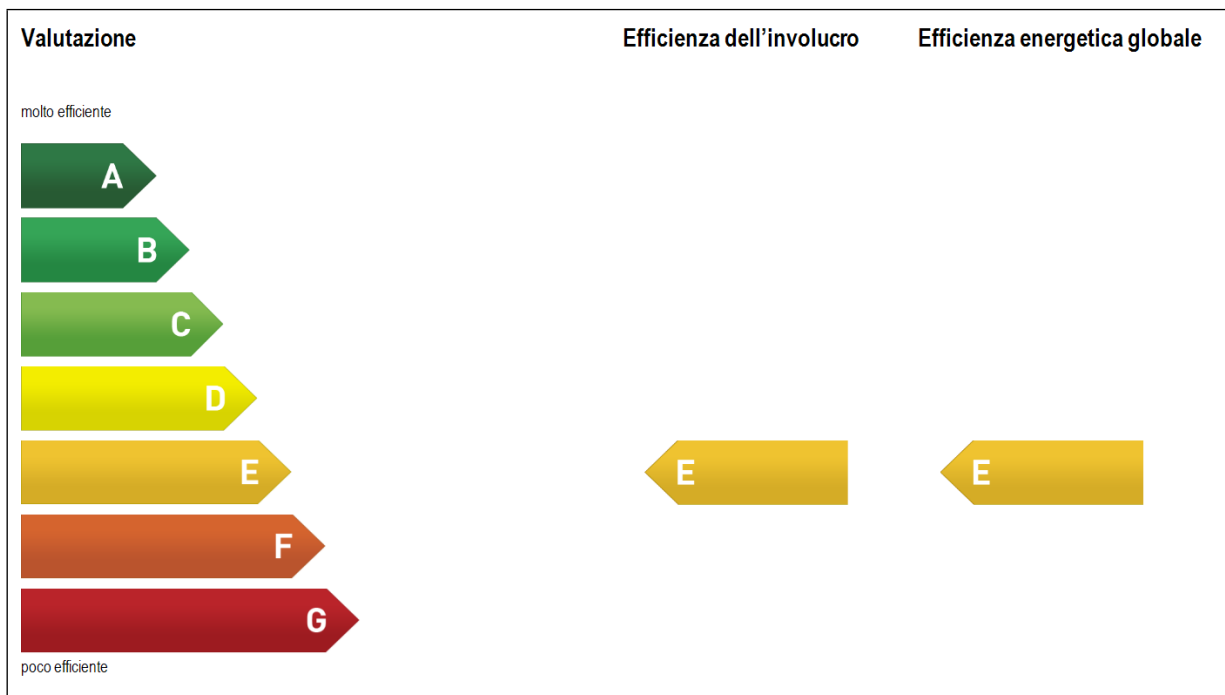 Valutazione Efficienza dell'involucro Efficienza energetica globale
molto efficiente
A
B
C
D
E E E
F
G
poco efficiente